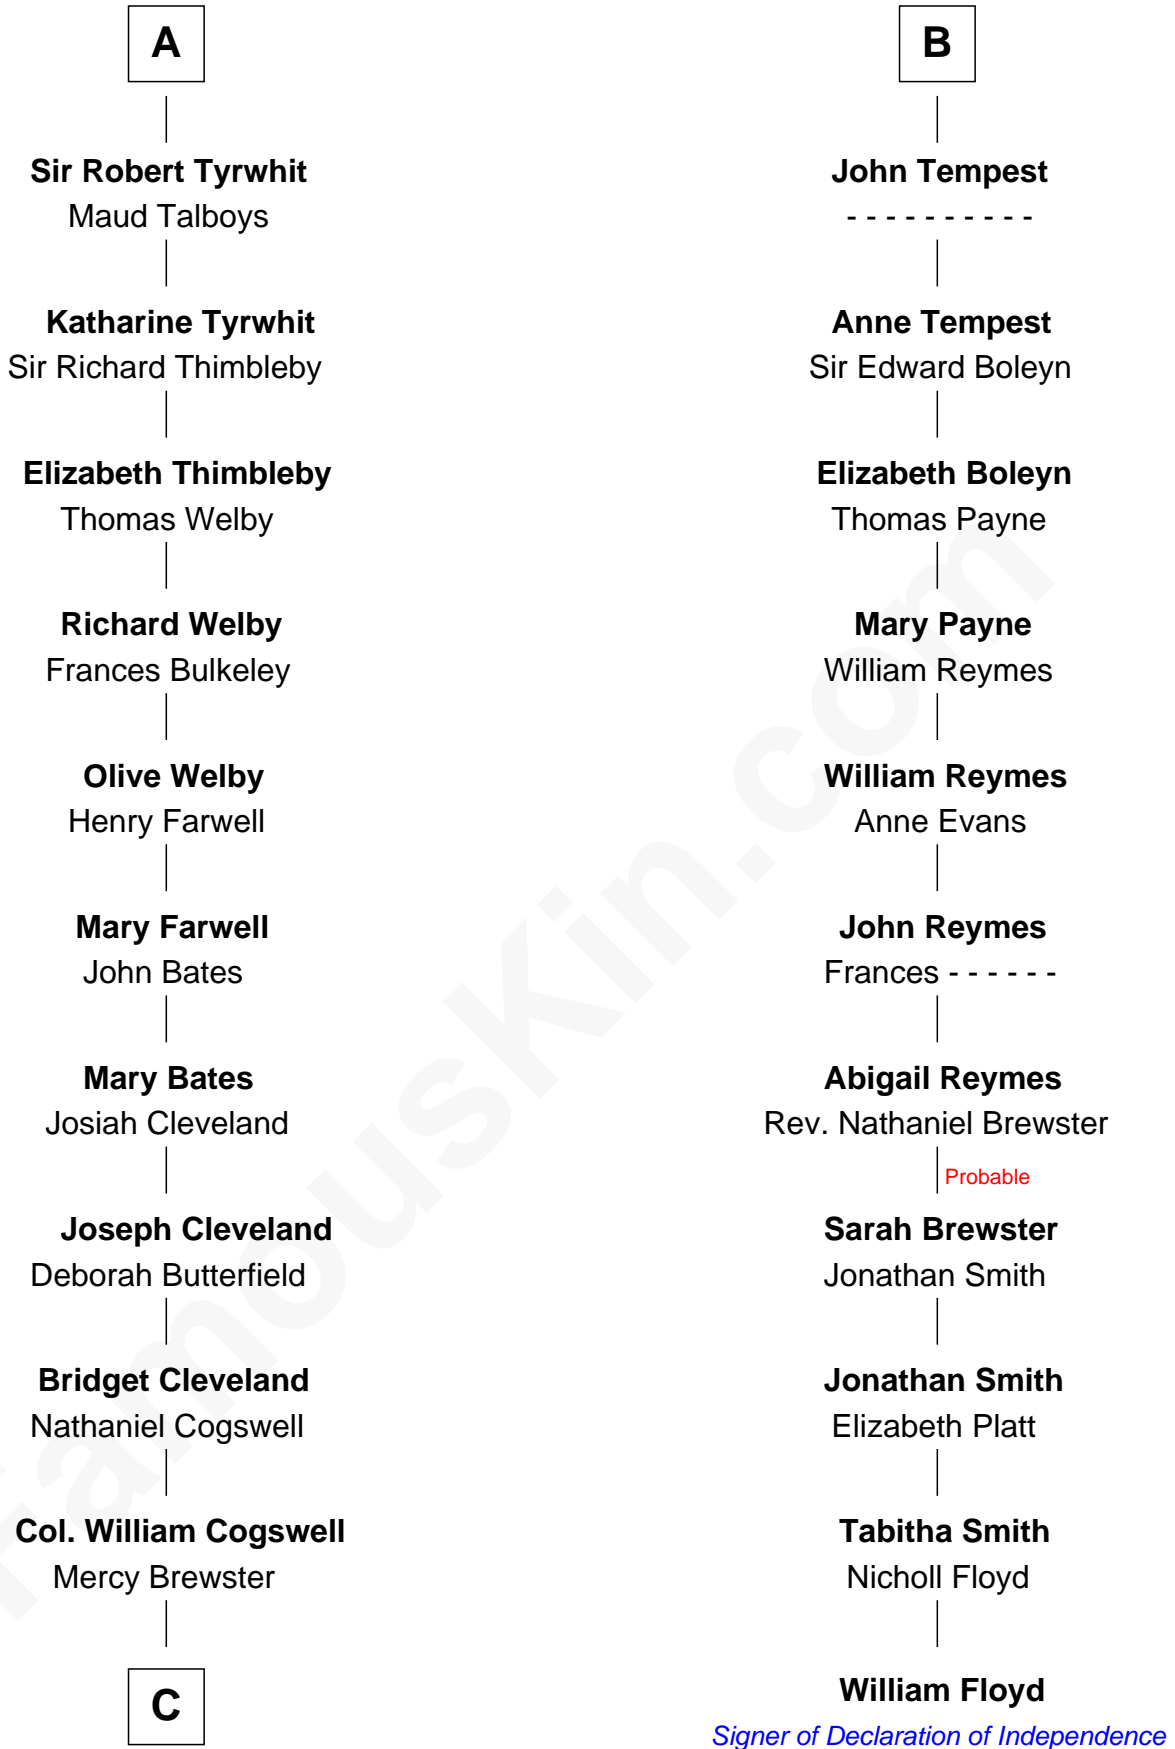 A
Sir Robert Tyrwhit
Maud Talboys
Katharine Tyrwhit
Sir Richard Thimbleby
Elizabeth Thimbleby
Thomas Welby
Richard Welby
Frances Bulkeley
Olive Welby
Henry Farwell
Mary Farwell
John Bates
Mary Bates
Josiah Cleveland
Joseph Cleveland
Deborah Butterfield
Bridget Cleveland
Nathaniel Cogswell
Col. William Cogswell
Mercy Brewster
C
B
John Tempest
- - - - - - - - - -
Anne Tempest
Sir Edward Boleyn
Elizabeth Boleyn
Thomas Payne
Mary Payne
William Reymes
William Reymes
Anne Evans
John Reymes
Frances - - - - - -
Abigail Reymes
Rev. Nathaniel Brewster
Probable
Sarah Brewster
Jonathan Smith
Jonathan Smith
Elizabeth Platt
Tabitha Smith
Nicholl Floyd
William Floyd
Signer of Declaration of Independence
FamousKin.com